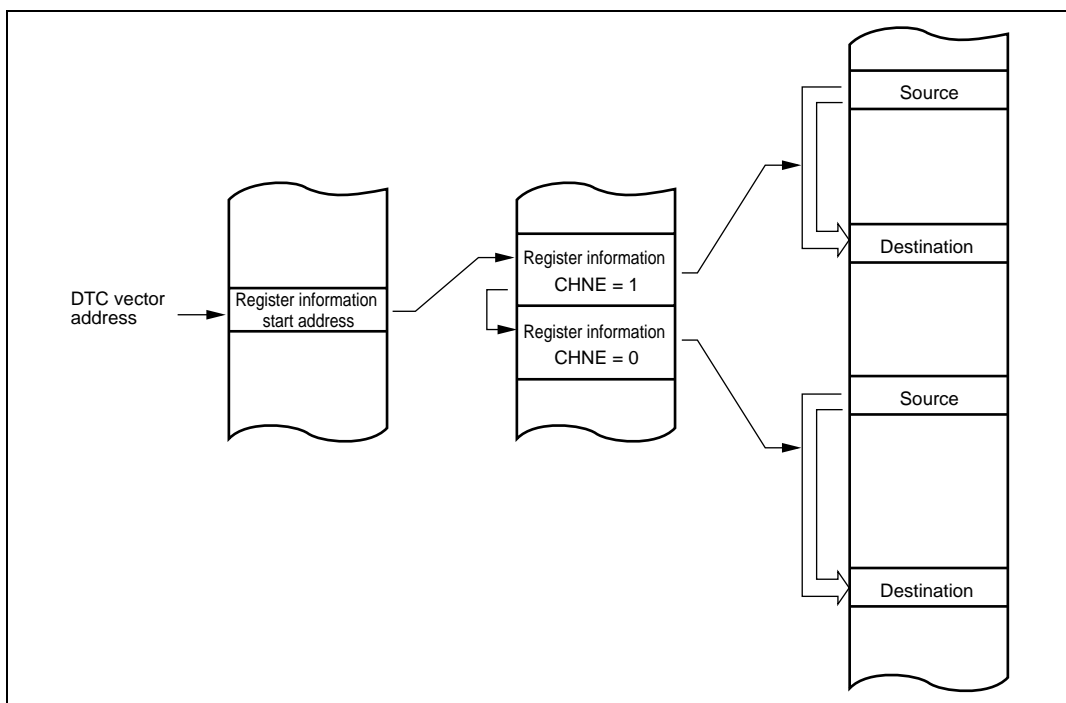 DTC vector
address
Register information
start address
Register information
CHNE = 1
Register information
CHNE = 0
Source
Destination
Source
Destination